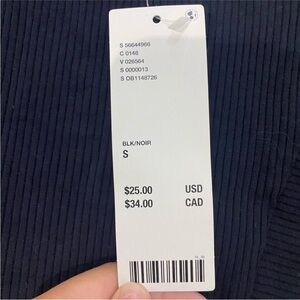 S 56644966
C 0148
V 026564
S 0000013
S OB1148726
BLK/NOIR
S
$25.00 USD
$34.00 CAD